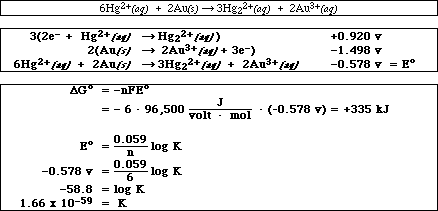 6Hg²⁺(aq) + 2Au(s) → 3Hg₂²⁺(aq) + 2Au³⁺(aq)
3(2e⁻ + Hg²⁺(aq) → Hg₂²⁺(aq)) +0.920 v
2(Au(s) → 2Au³⁺(aq) + 3e⁻) -1.498 v
6Hg²⁺(aq) + 2Au(s) → 3Hg₂²⁺(aq) + 2Au³⁺(aq) -0.578 v = E°
ΔG° = -nFE°
= - 6 · 96,500 J / volt · mol · (-0.578 v) = +335 kJ
E° = 0.059 / n log K
-0.578 v = 0.059 / 6 log K
-58.8 = log K
1.66 x 10⁻⁵⁹ = K